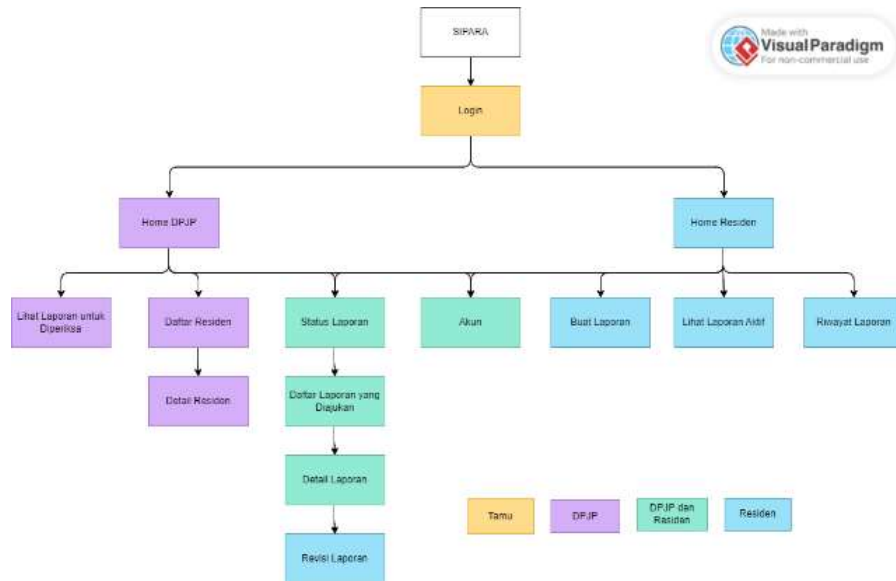 SIPARA
Made with
VisualParadigm
For non-commercial use
Login
Home DPJP
Home Residen
Lihat Laporan untuk
Diperiksa
Daftar Residen
Status Laporan
Akun
Buat Laporan
Lihat Laporan Aktif
Riwayat Laporan
Detail Residen
Daftar Laporan yang
Diajukan
Detail Laporan
Revisi Laporan
Tamu
DPJP
DPJP dan
Residen
Residen